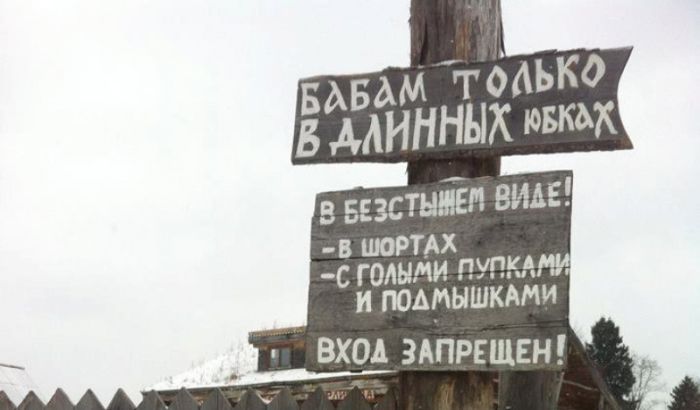 БАБАМ ТОЛЬКО
В ДЛИННЫХ ЮБКАХ
В БЕЗСТЫЖЕМ ВИДЕ!
-В ШОРТАХ
-С ГОЛЫМИ ПУПКАМИ
И ПОДМЫШКАМИ
ВХОД ЗАПРЕЩЕН!